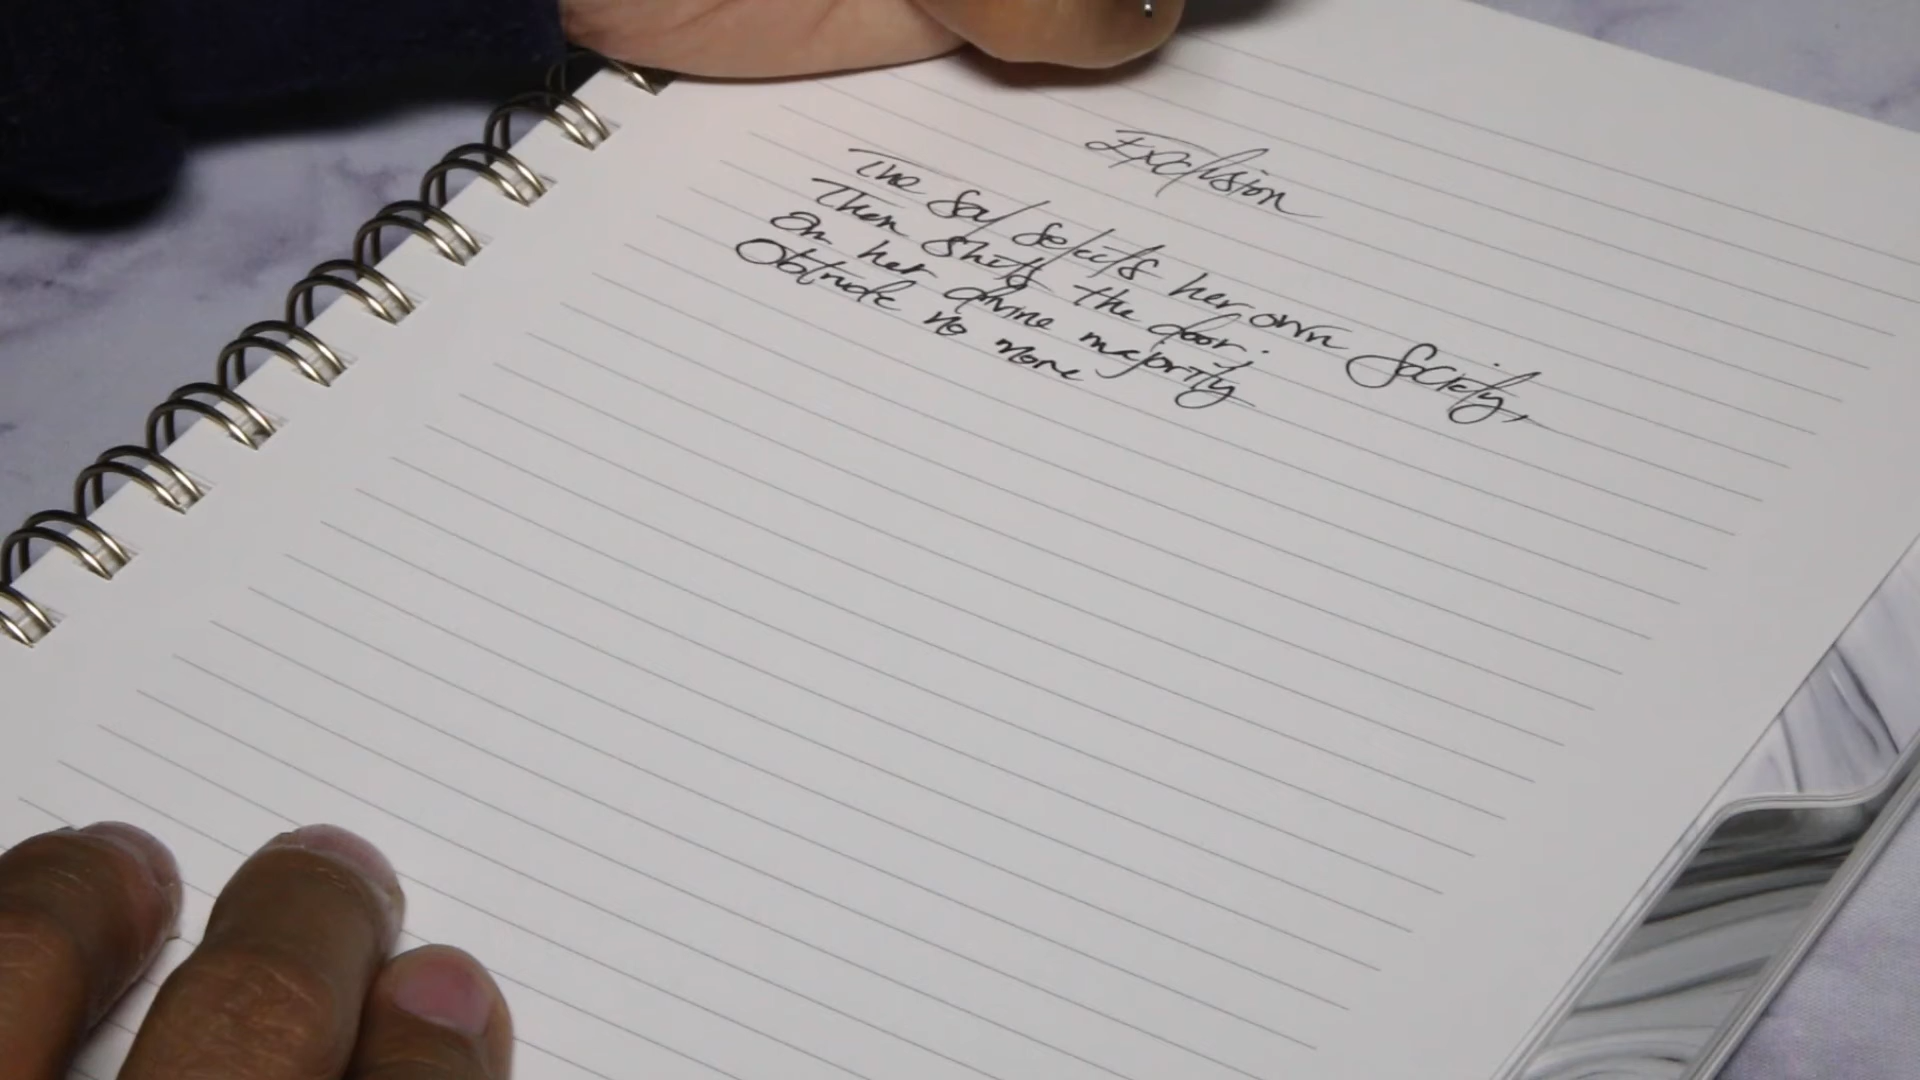 Exclusion
The Soul selects her own Society,
Then shuts the door:
On her divine majority
Obtrude no more